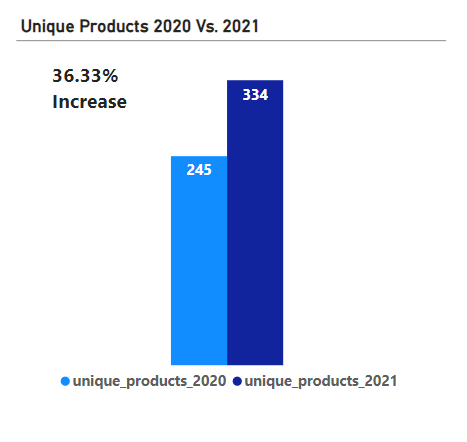 Unique Products 2020 Vs. 2021
36.33%
Increase
334
245
unique_products_2020 unique_products_2021